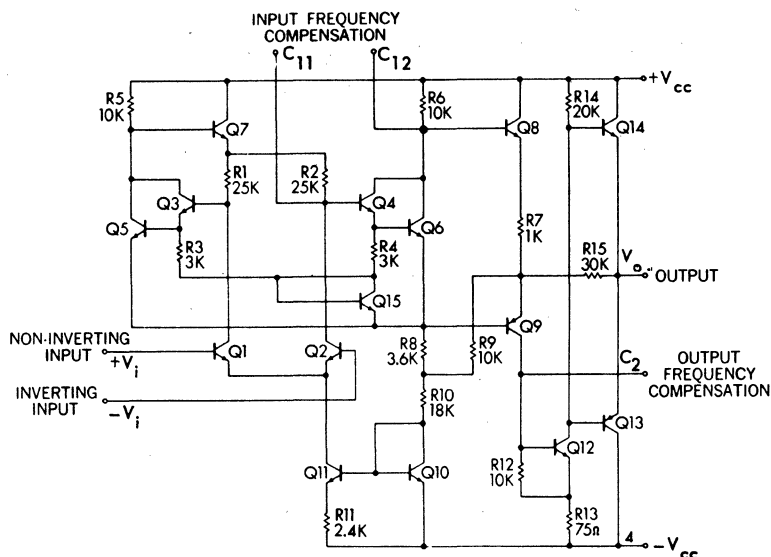 INPUT FREQUENCY
COMPENSATION
C11
C12
+Vcc
R5
10K
R6
10K
R14
20K
Q7
Q8
Q14
R1
25K
R2
25K
Q3
Q4
Q5
Q6
R3
3K
R4
3K
R7
1K
R15
30K
Vo
OUTPUT
Q15
Q9
NON-INVERTING
INPUT
+Vi
Q1
Q2
R8
3.6K
R9
10K
C2
OUTPUT
FREQUENCY
COMPENSATION
INVERTING
INPUT
-Vi
R10
18K
Q13
Q11
Q10
R12
10K
Q12
R11
2.4K
R13
75Ω
4
-Vcc